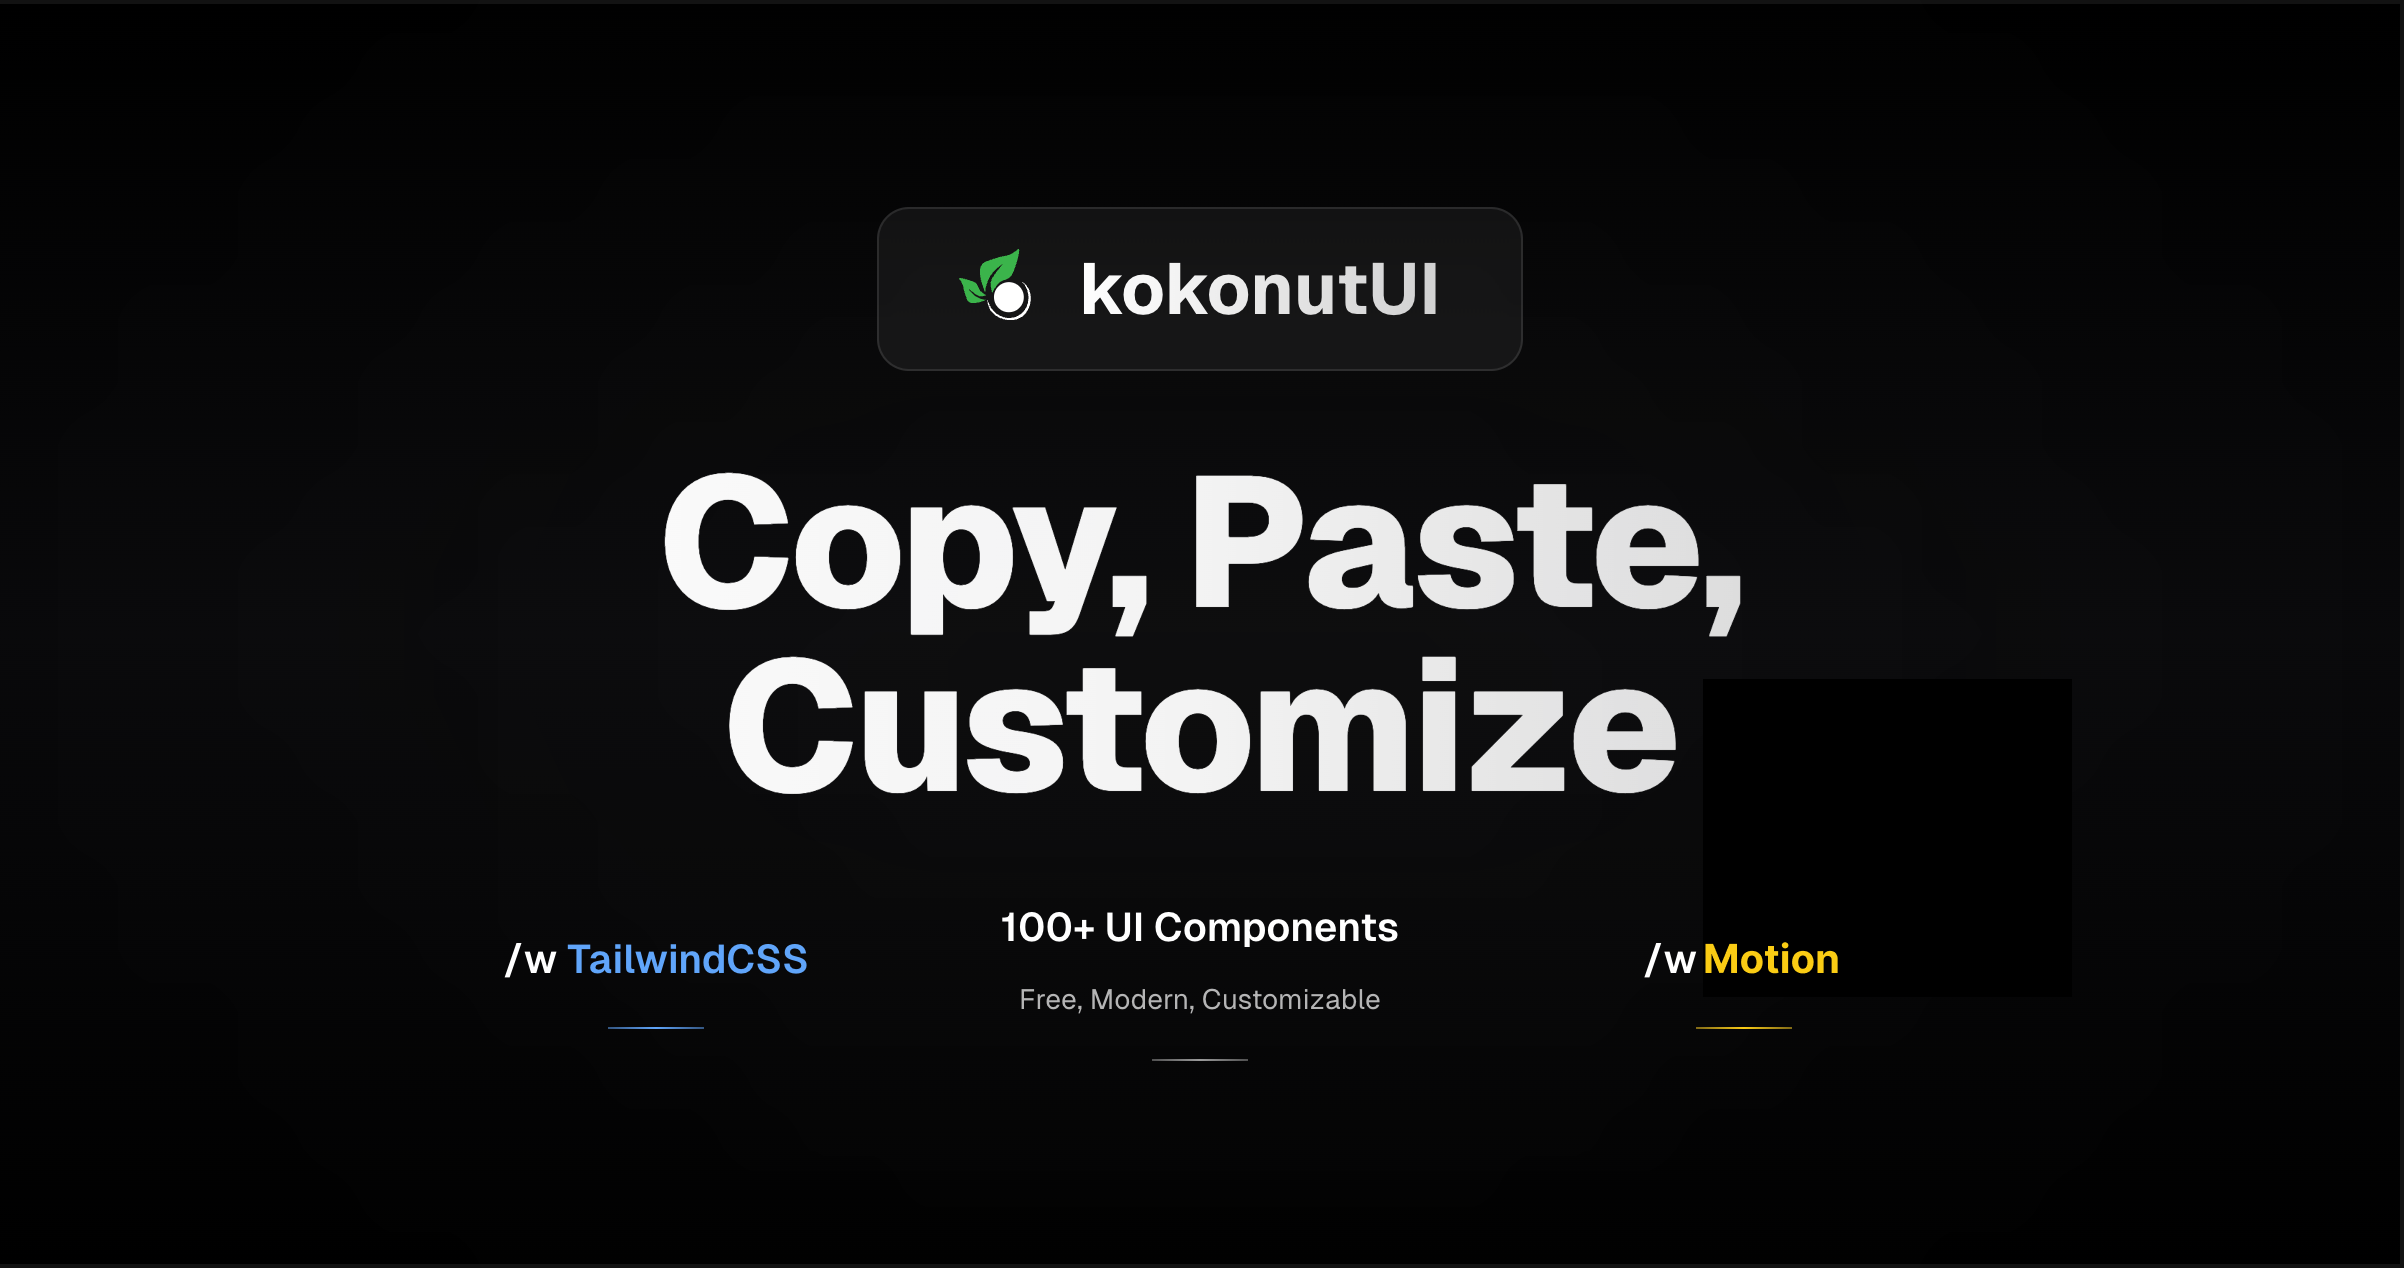 kokonutUI
Copy, Paste,
Customize
/w TailwindCSS
100+ UI Components
Free, Modern, Customizable
/w Motion